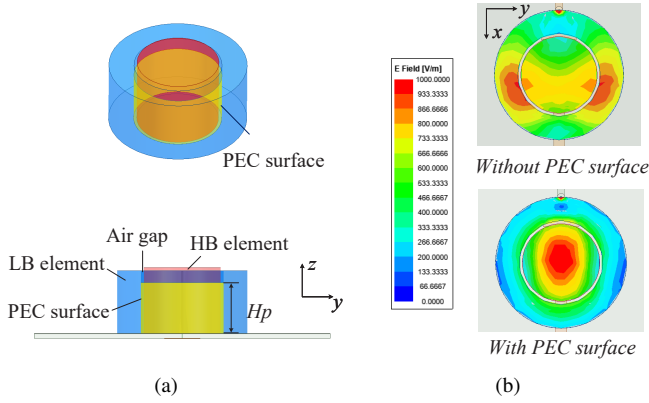 PEC surface
Air gap
HB element
LB element
PEC surface
Hp
z
y
(a)
E Field [V/m]
1000.0000
933.3333
866.6667
800.0000
733.3333
666.6666
600.0000
533.3333
466.6667
400.0000
333.3333
266.6667
200.0000
133.3333
66.6667
0.0000
y
x
Without PEC surface
With PEC surface
(b)